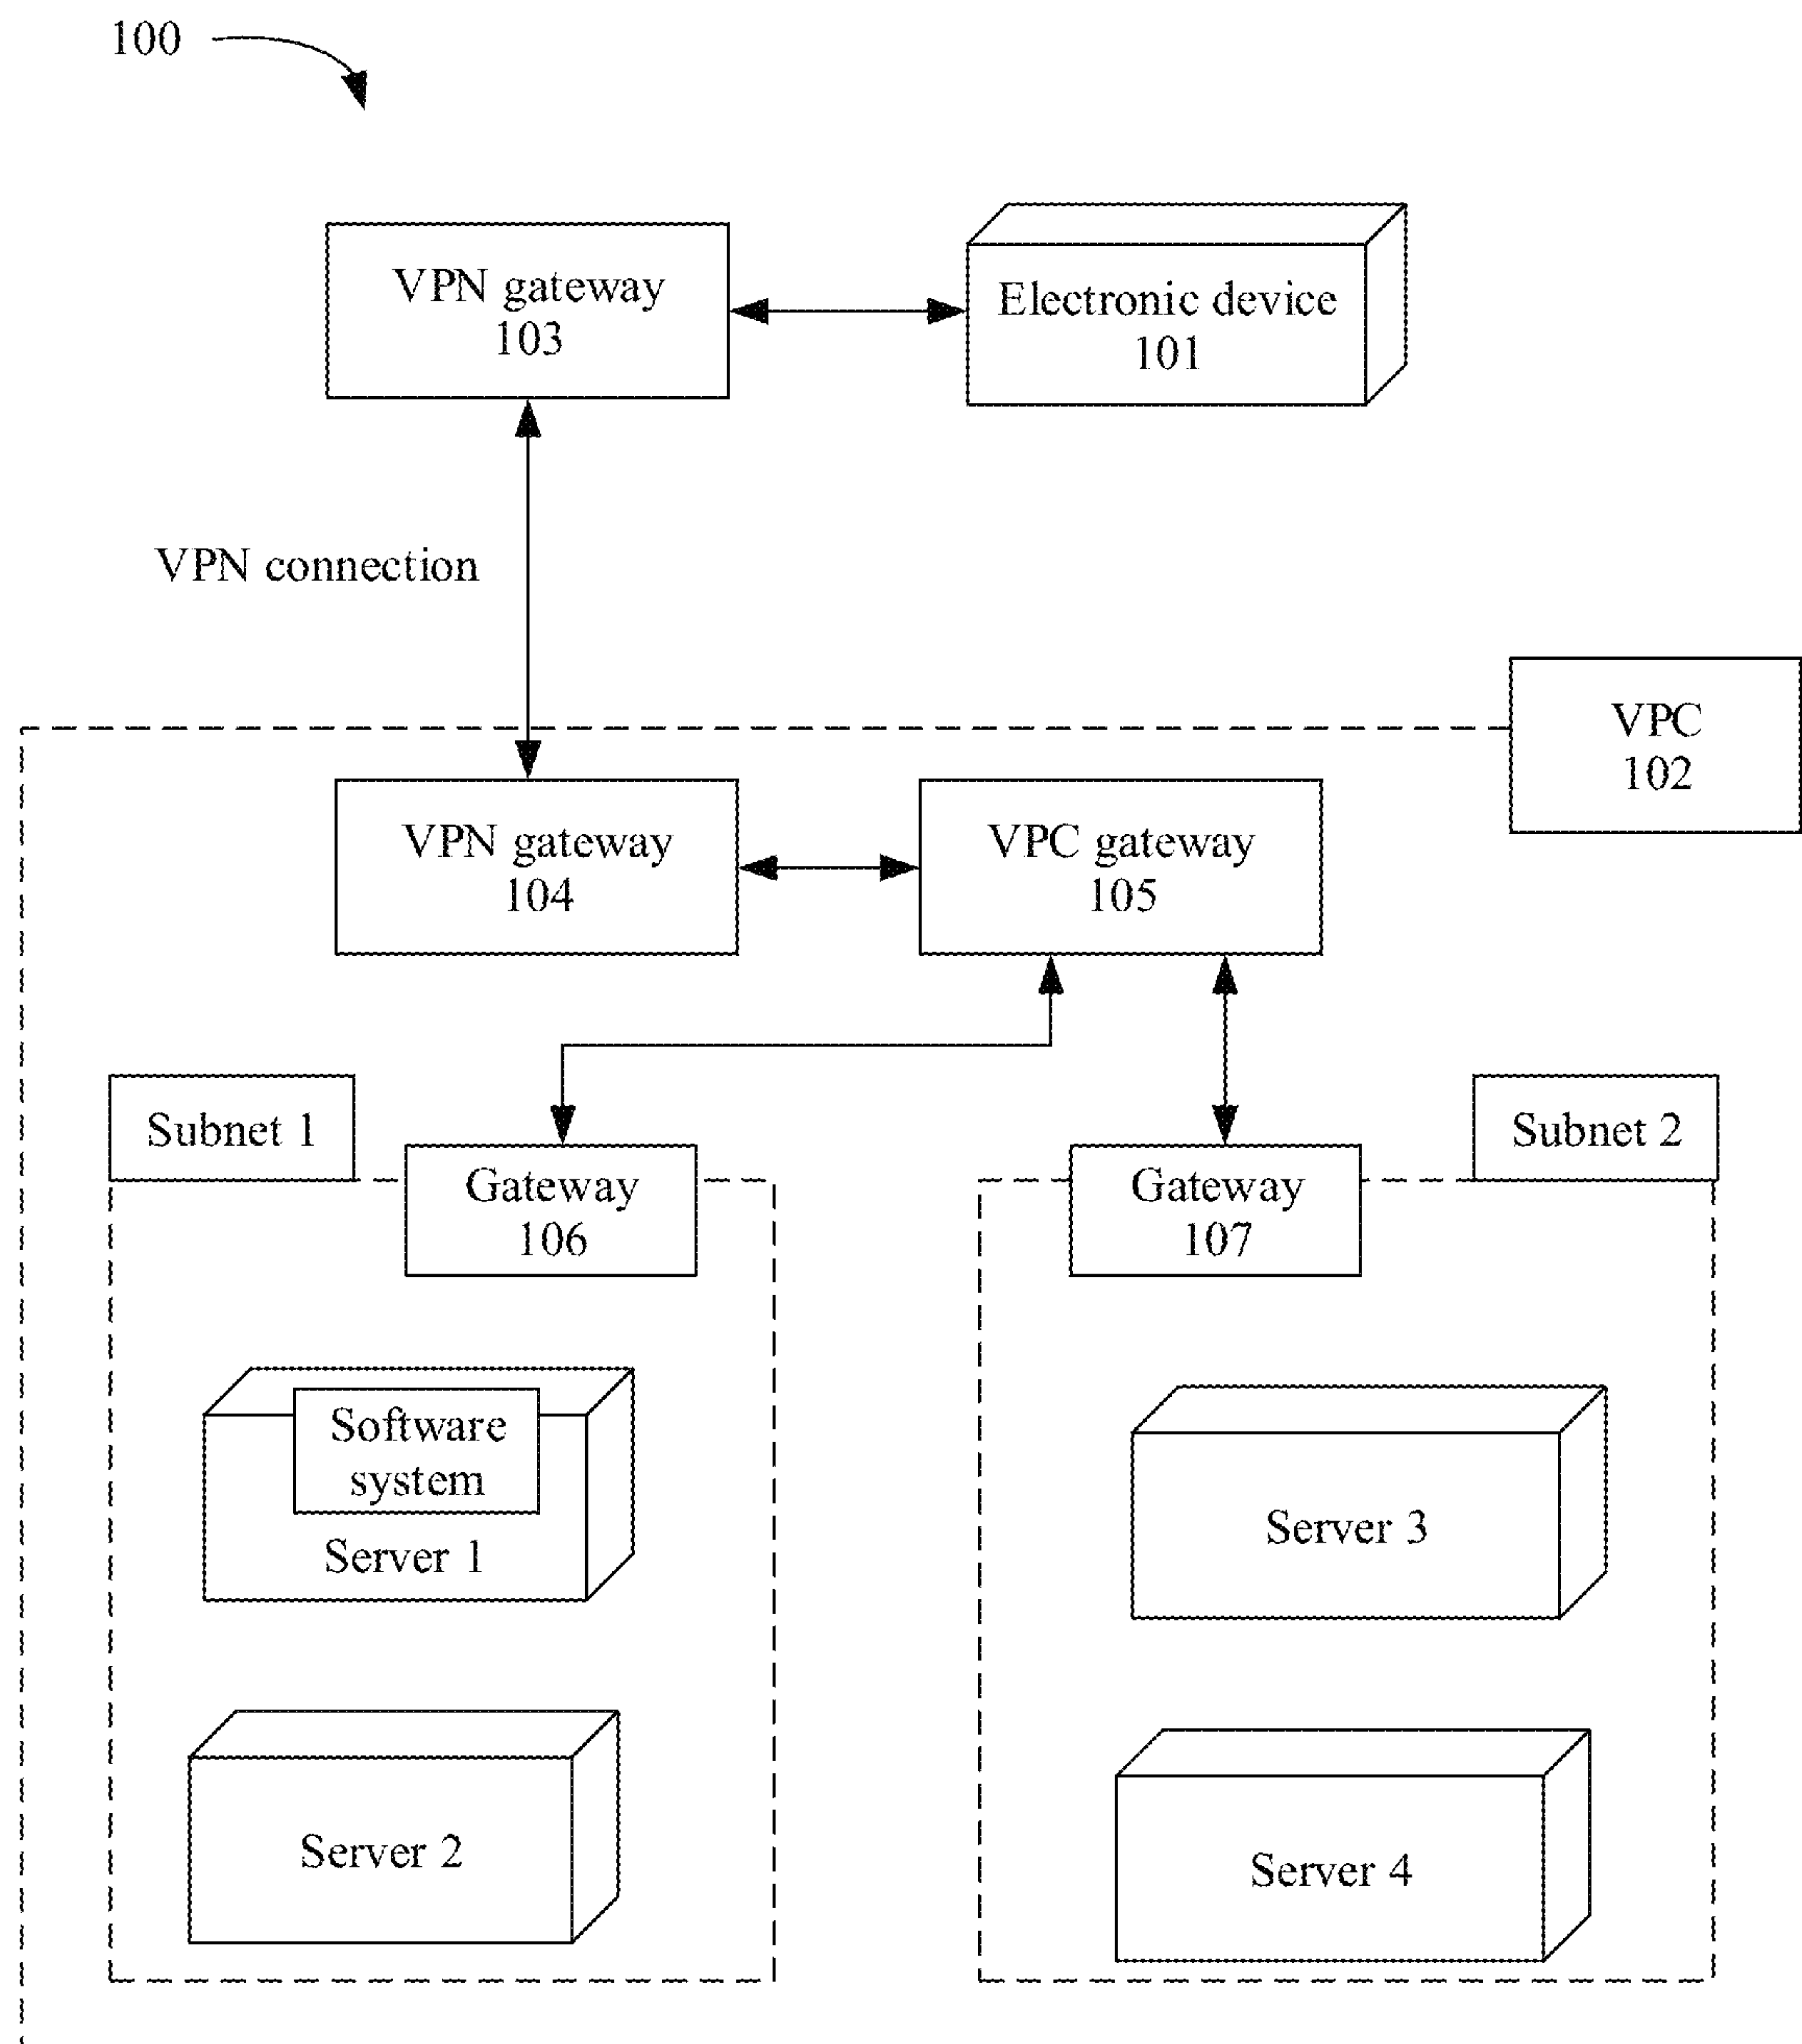 100
VPN gateway
103
Electronic device
101
VPN connection
VPC
102
VPN gateway
104
VPC gateway
105
Subnet 1
Subnet 2
Gateway
106
Gateway
107
Software
system
Server 1
Server 3
Server 2
Server 4